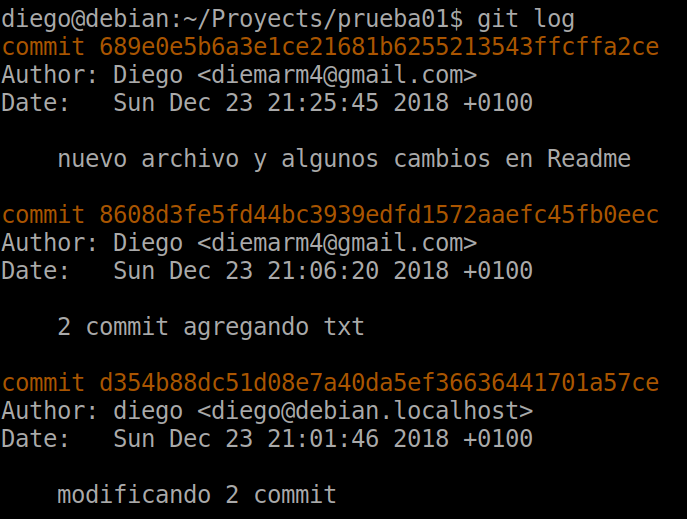 diego@debian:~/Proyects/prueba01$ git log
commit 689e0e5b6a3e1ce21681b6255213543ffcffa2ce
Author: Diego <diemarm4@gmail.com>
Date:   Sun Dec 23 21:25:45 2018 +0100
nuevo archivo y algunos cambios en Readme
commit 8608d3fe5fd44bc3939edfd1572aaefc45fb0eec
Author: Diego <diemarm4@gmail.com>
Date:   Sun Dec 23 21:06:20 2018 +0100
2 commit agregando txt
commit d354b88dc51d08e7a40da5ef36636441701a57ce
Author: diego <diego@debian.localhost>
Date:   Sun Dec 23 21:01:46 2018 +0100
modificando 2 commit